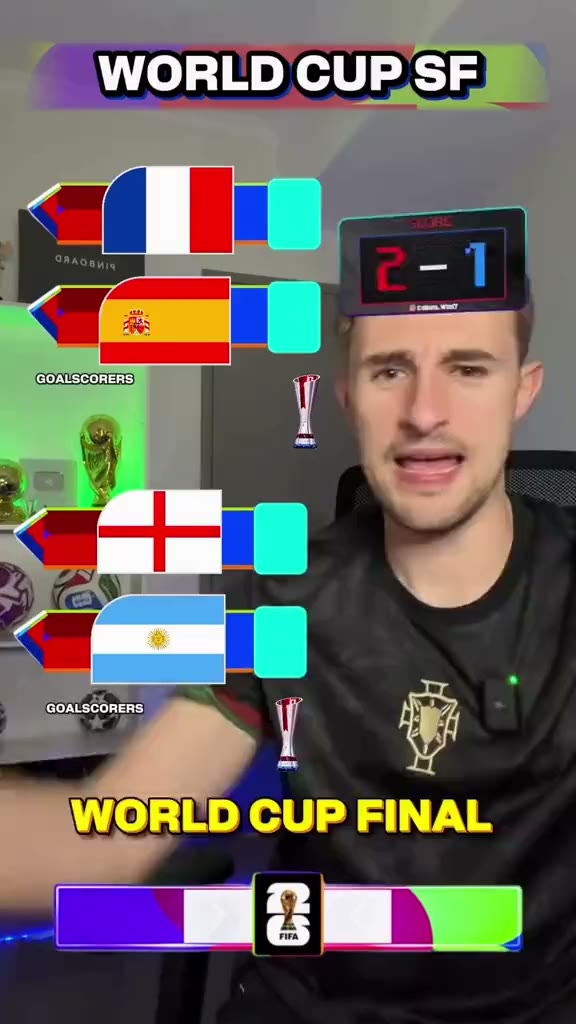 WORLD CUP SF
SCORE
2 - 1
PINBOARD
GOALSCORERS
GOALSCORERS
WORLD CUP FINAL
26
FIFA